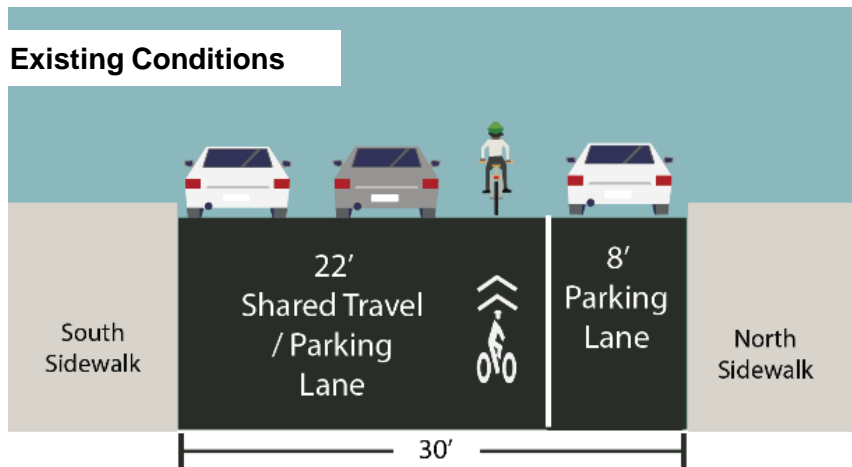 Existing Conditions
22'
Shared Travel
/ Parking
Lane
8'
Parking
Lane
South
Sidewalk
North
Sidewalk
30'